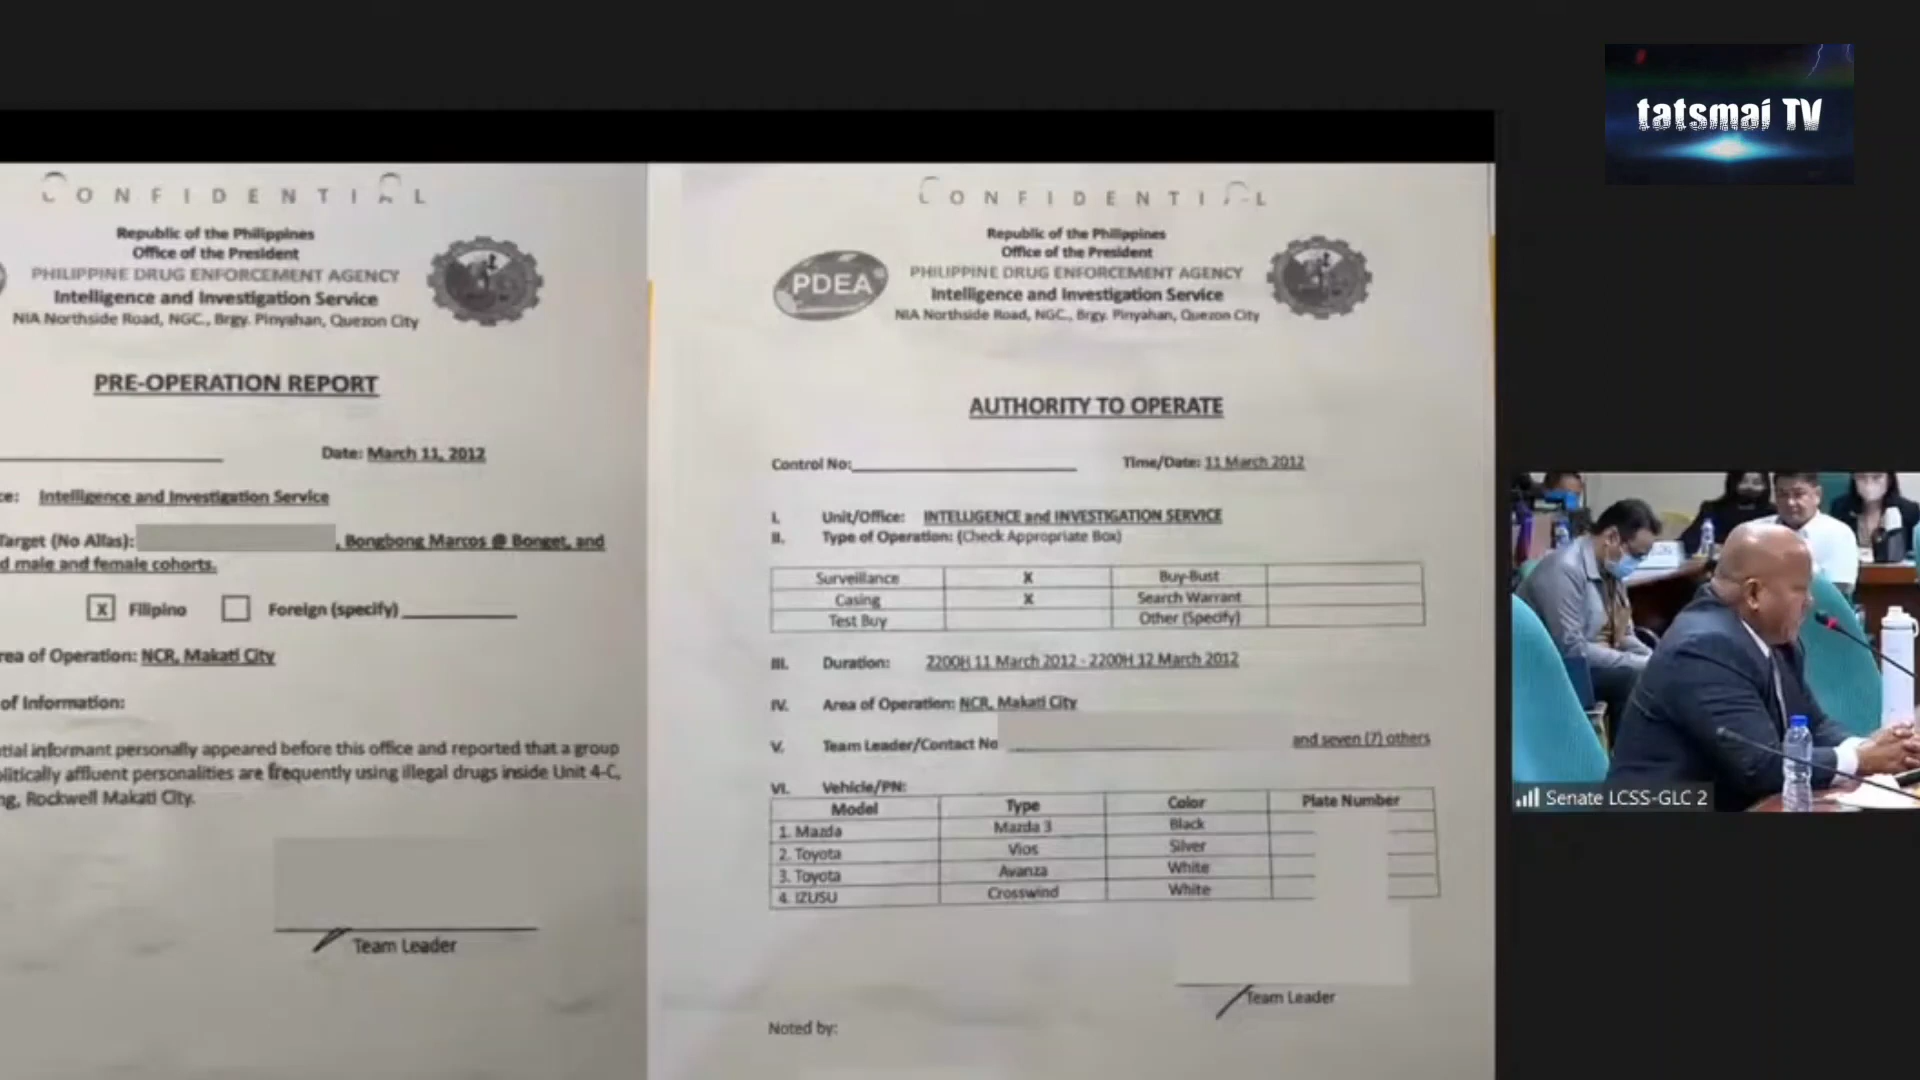 tatsmai TV
CONFIDENTIAL
Republic of the Philippines
Office of the President
PHILIPPINE DRUG ENFORCEMENT AGENCY
Intelligence and Investigation Service
NIA Northside Road, NGC., Brgy. Pinyahan, Quezon City
PRE-OPERATION REPORT
Date: March 11, 2012
ce: Intelligence and Investigation Service
Target (No Alias): , Bongbong Marcos @ Bonget, and
d male and female cohorts.
X Filipino Foreign (specify)
rea of Operation: NCR, Makati City
of Information:
tial informant personally appeared before this office and reported that a group
olitically affluent personalities are frequently using illegal drugs inside Unit 4-C,
ng, Rockwell Makati City.
Team Leader
CONFIDENTIAL
Republic of the Philippines
Office of the President
PDEA
PHILIPPINE DRUG ENFORCEMENT AGENCY
Intelligence and Investigation Service
NIA Northside Road, NGC., Brgy. Pinyahan, Quezon City
AUTHORITY TO OPERATE
Control No: Time/Date: 11 March 2012
I. Unit/Office: INTELLIGENCE and INVESTIGATION SERVICE
II. Type of Operation: (Check Appropriate Box)
Surveillance X Buy-Bust
Casing X Search Warrant
Test Buy Other (Specify)
III. Duration: 2200H 11 March 2012 - 2200H 12 March 2012
IV. Area of Operation: NCR, Makati City
V. Team Leader/Contact No and seven (7) others
VI. Vehicle/PN:
Model Type Color Plate Number
1. Mazda Mazda 3 Black
2. Toyota Vios Silver
3. Toyota Avanza White
4. IZUSU Crosswind White
Team Leader
Noted by:
Senate LCSS-GLC 2